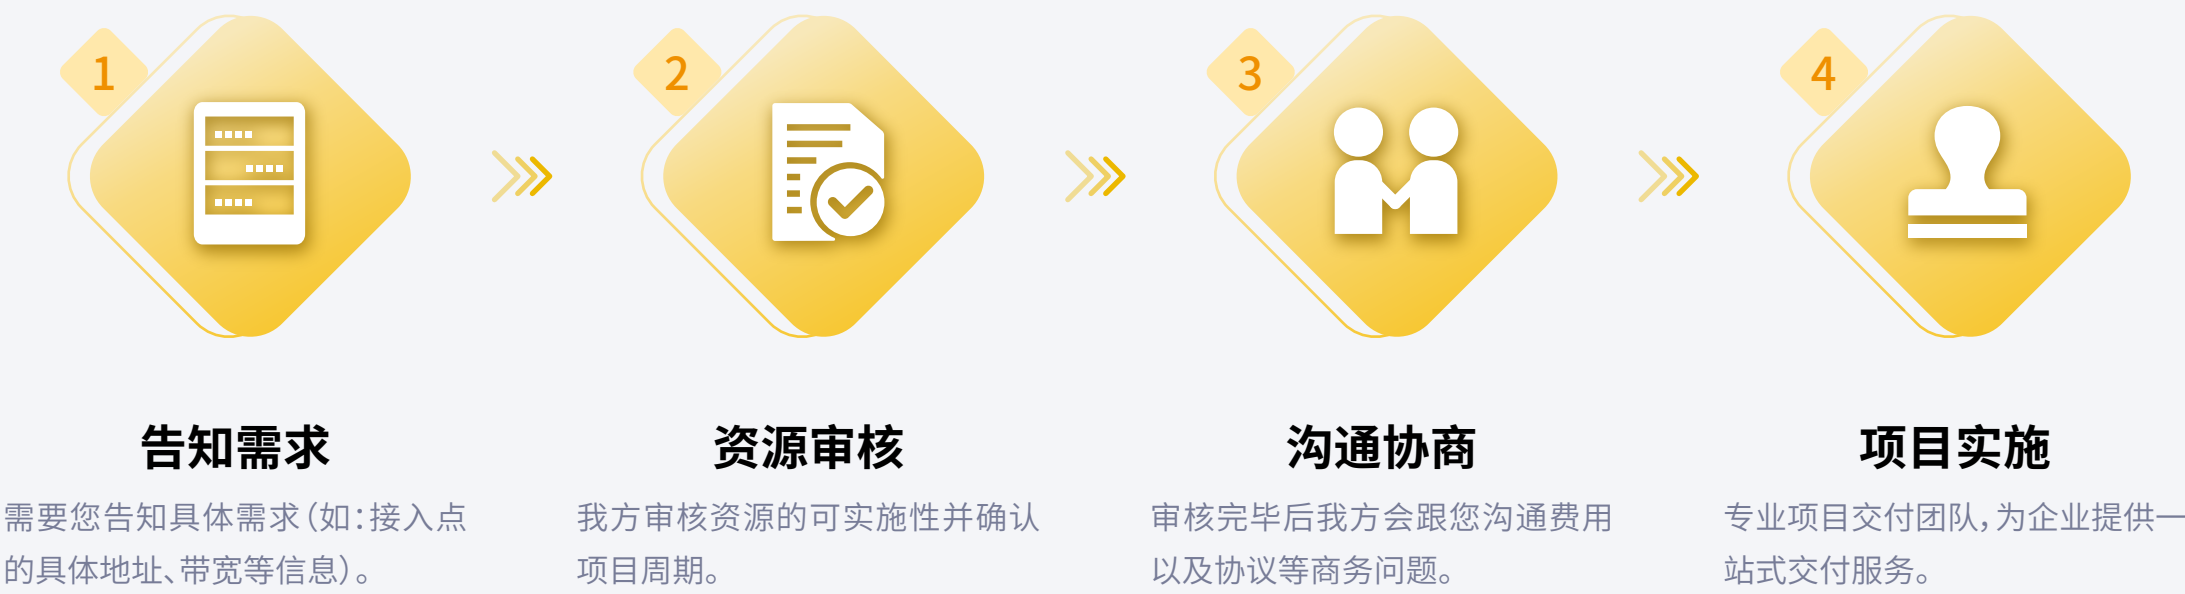 1
告知需求
需要您告知具体需求（如：接入点
的具体地址、带宽等信息）。
2
资源审核
我方审核资源的可实施性并确认
项目周期。
3
沟通协商
审核完毕后我方会跟您沟通费用
以及协议等商务问题。
4
项目实施
专业项目交付团队，为企业提供一
站式交付服务。